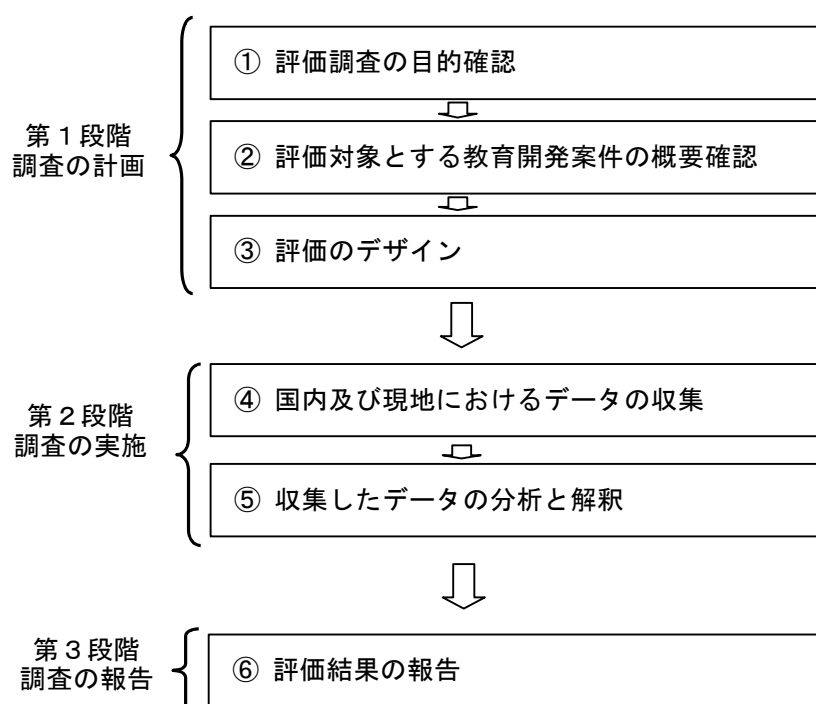 第1段階
調査の計画
① 評価調査の目的確認
② 評価対象とする教育開発案件の概要確認
③ 評価のデザイン
第2段階
調査の実施
④ 国内及び現地におけるデータの収集
⑤ 収集したデータの分析と解釈
第3段階
調査の報告
⑥ 評価結果の報告